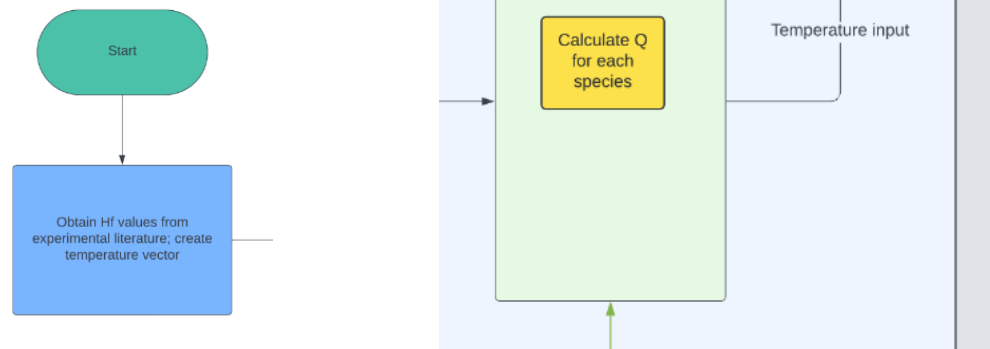 Start
Obtain Hf values from
experimental literature; create
temperature vector
Calculate Q
for each
species
Temperature input